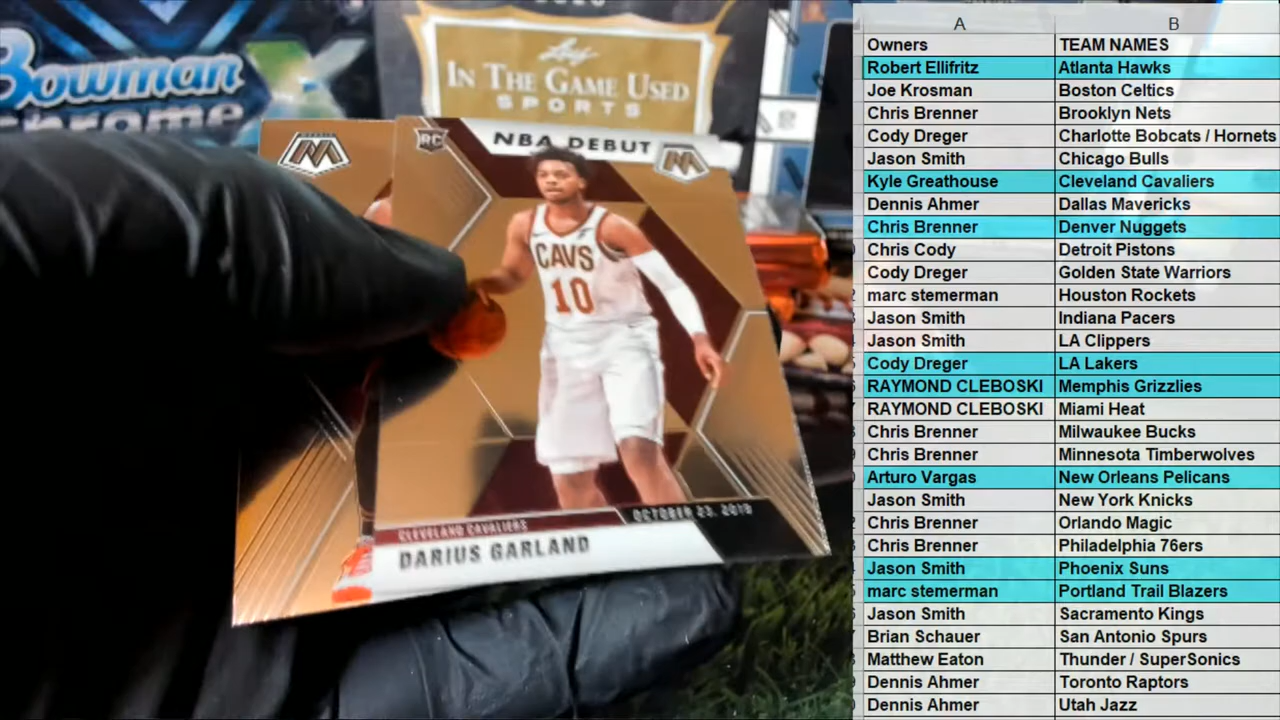 Bowman
chrome
Leaf
IN THE GAME USED
SPORTS
RC
NBA DEBUT
CAVS
10
CLEVELAND CAVALIERS
OCTOBER 23, 2019
DARIUS GARLAND
A B
Owners TEAM NAMES
Robert Ellifritz Atlanta Hawks
Joe Krosman Boston Celtics
Chris Brenner Brooklyn Nets
Cody Dreger Charlotte Bobcats / Hornets
Jason Smith Chicago Bulls
Kyle Greathouse Cleveland Cavaliers
Dennis Ahmer Dallas Mavericks
Chris Brenner Denver Nuggets
Chris Cody Detroit Pistons
Cody Dreger Golden State Warriors
marc stemerman Houston Rockets
Jason Smith Indiana Pacers
Jason Smith LA Clippers
Cody Dreger LA Lakers
RAYMOND CLEBOSKI Memphis Grizzlies
RAYMOND CLEBOSKI Miami Heat
Chris Brenner Milwaukee Bucks
Chris Brenner Minnesota Timberwolves
Arturo Vargas New Orleans Pelicans
Jason Smith New York Knicks
Chris Brenner Orlando Magic
Chris Brenner Philadelphia 76ers
Jason Smith Phoenix Suns
marc stemerman Portland Trail Blazers
Jason Smith Sacramento Kings
Brian Schauer San Antonio Spurs
Matthew Eaton Thunder / SuperSonics
Dennis Ahmer Toronto Raptors
Dennis Ahmer Utah Jazz